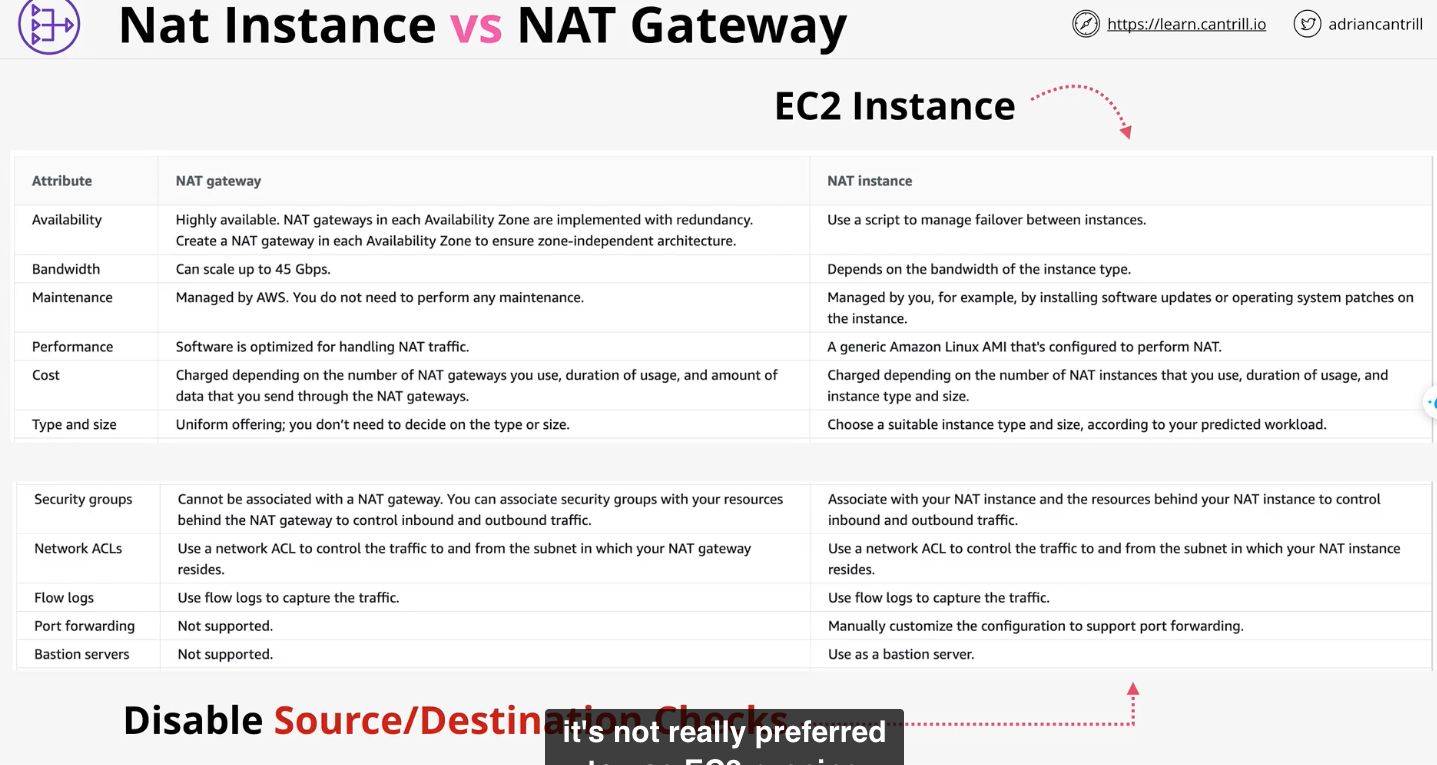 Nat Instance vs NAT Gateway
https://learn.cantrill.io
adriancantrill
EC2 Instance
Attribute NAT gateway NAT instance
Availability Highly available. NAT gateways in each Availability Zone are implemented with redundancy. Use a script to manage failover between instances.
Create a NAT gateway in each Availability Zone to ensure zone-independent architecture.
Bandwidth Can scale up to 45 Gbps. Depends on the bandwidth of the instance type.
Maintenance Managed by AWS. You do not need to perform any maintenance. Managed by you, for example, by installing software updates or operating system patches on
the instance.
Performance Software is optimized for handling NAT traffic. A generic Amazon Linux AMI that's configured to perform NAT.
Cost Charged depending on the number of NAT gateways you use, duration of usage, and amount of Charged depending on the number of NAT instances that you use, duration of usage, and
data that you send through the NAT gateways. instance type and size.
Type and size Uniform offering; you don't need to decide on the type or size. Choose a suitable instance type and size, according to your predicted workload.
Security groups Cannot be associated with a NAT gateway. You can associate security groups with your resources Associate with your NAT instance and the resources behind your NAT instance to control
behind the NAT gateway to control inbound and outbound traffic. inbound and outbound traffic.
Network ACLs Use a network ACL to control the traffic to and from the subnet in which your NAT gateway Use a network ACL to control the traffic to and from the subnet in which your NAT instance
resides. resides.
Flow logs Use flow logs to capture the traffic. Use flow logs to capture the traffic.
Port forwarding Not supported. Manually customize the configuration to support port forwarding.
Bastion servers Not supported. Use as a bastion server.
Disable Source/Destination Checks
it's not really preferred